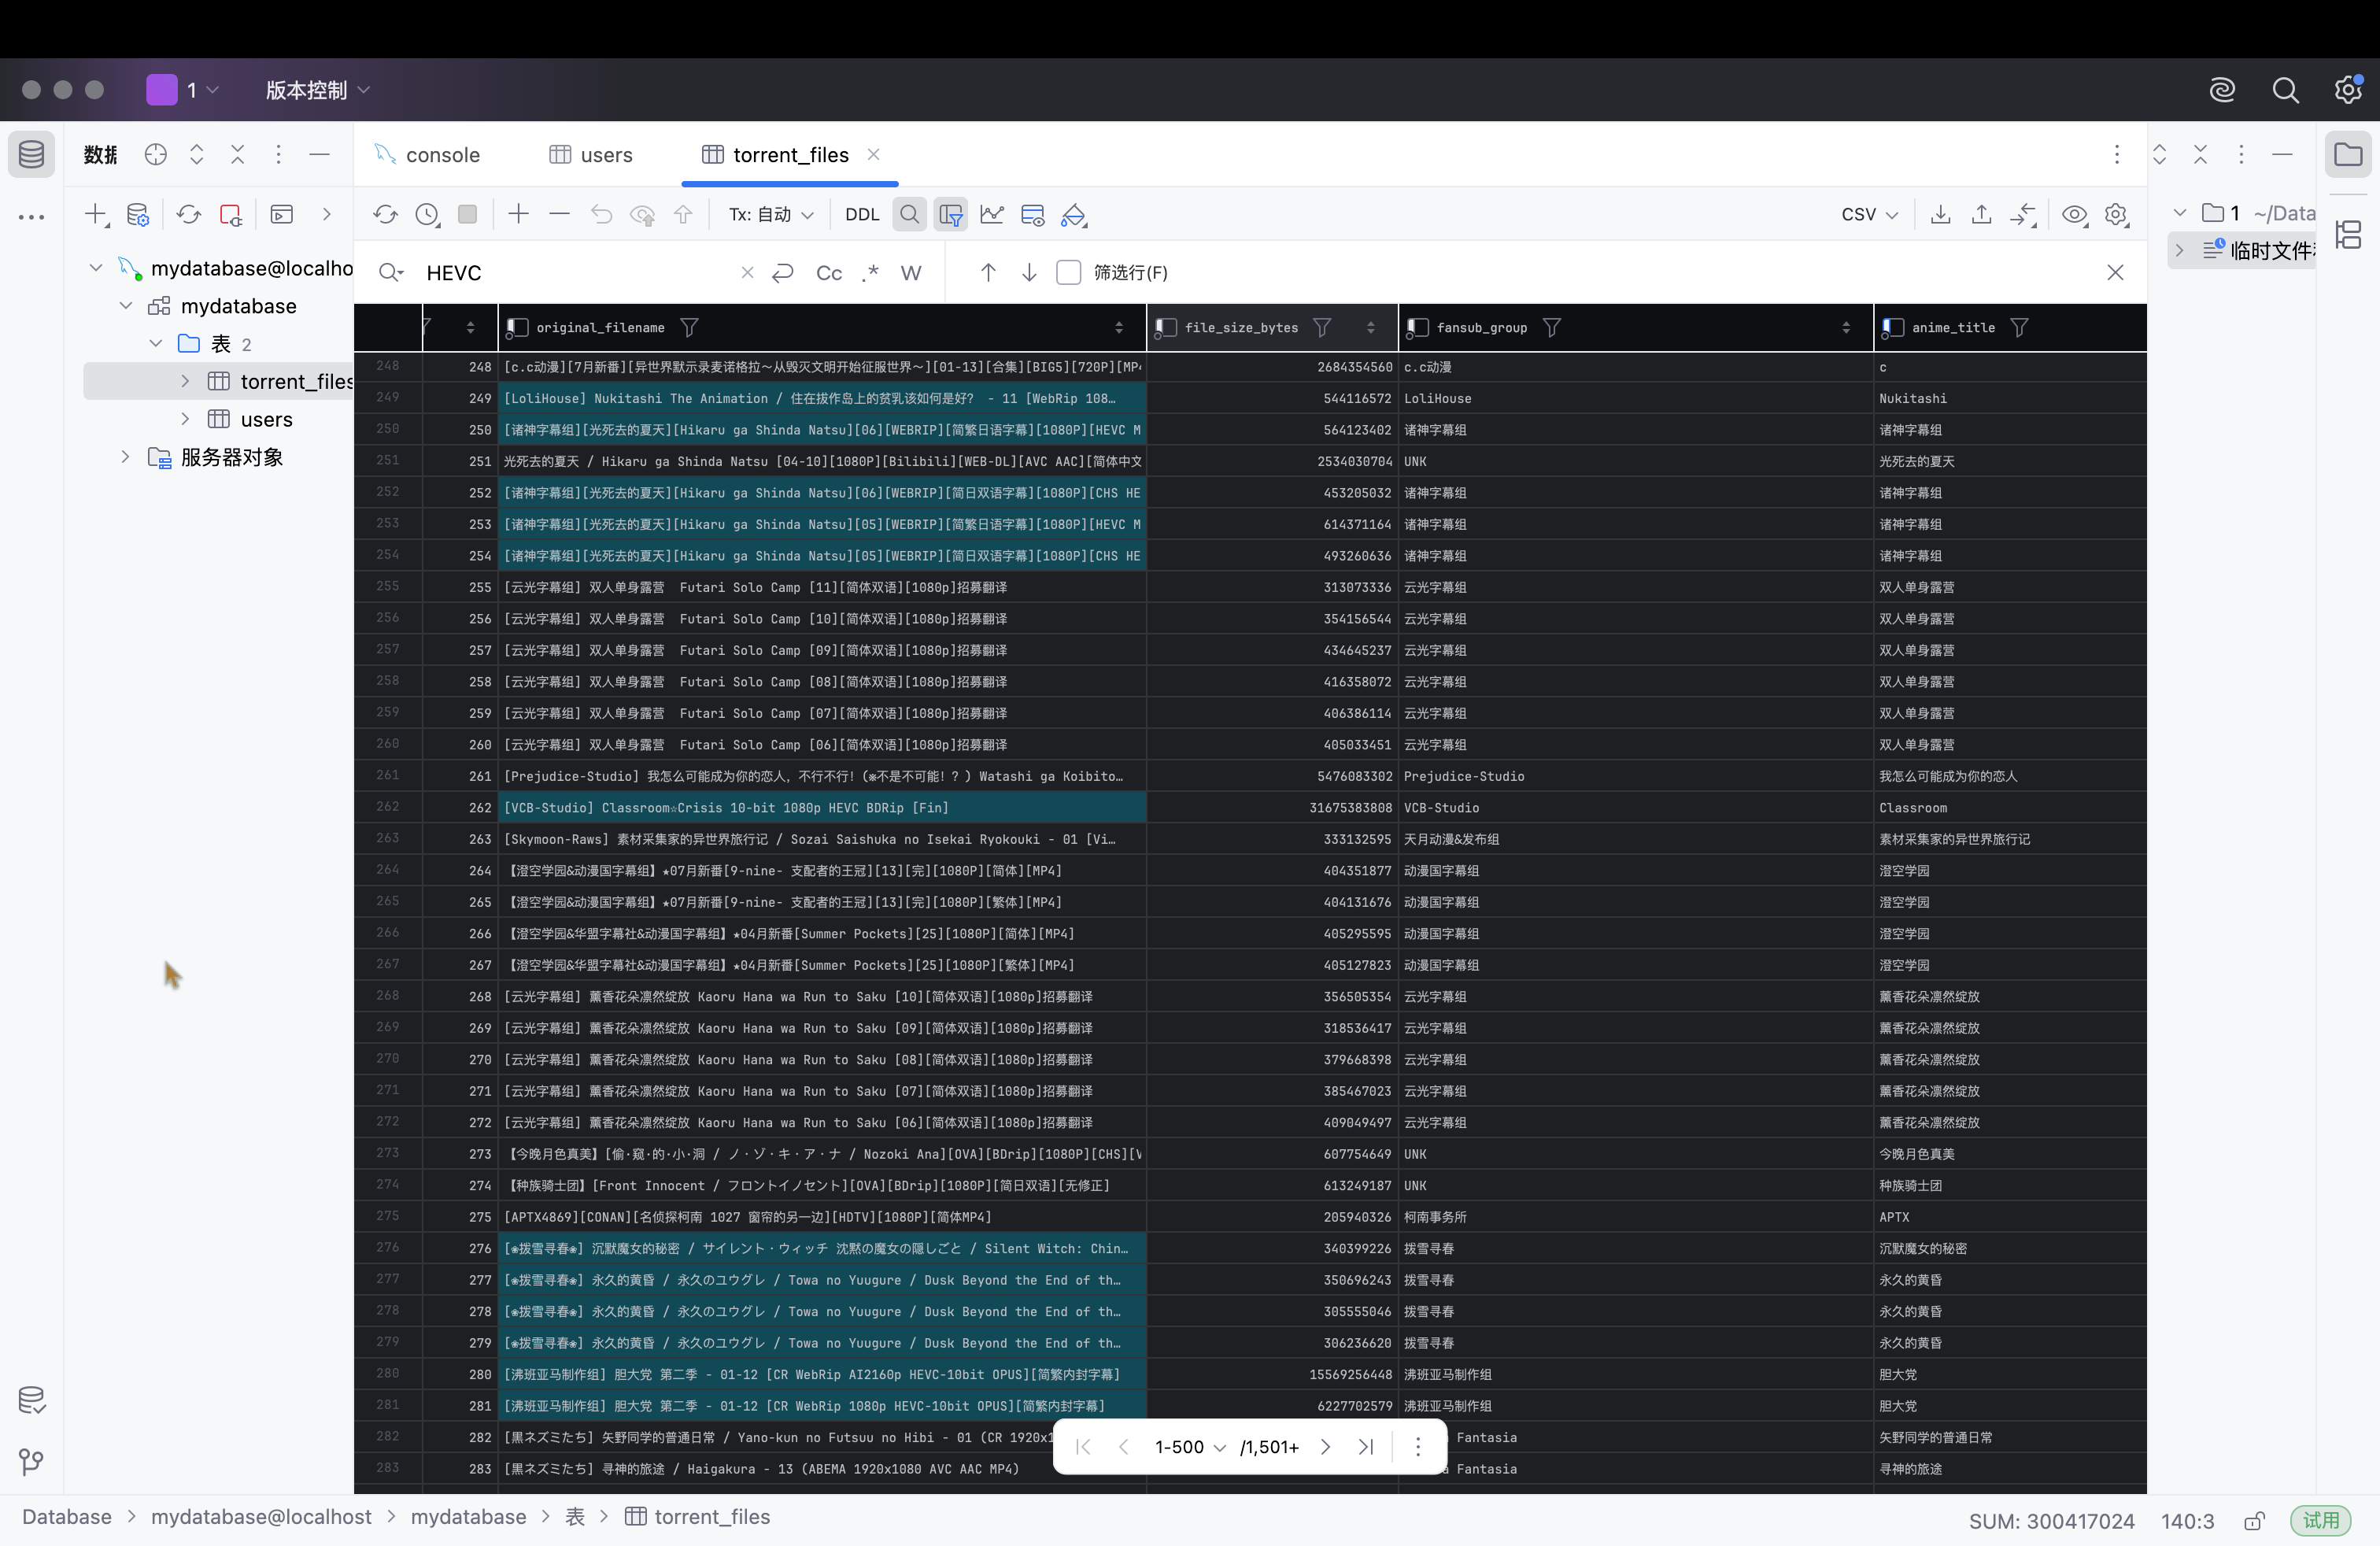 1 版本控制
数据
console users torrent_files
Tx: 自动 DDL CSV
HEVC Cc .* W 筛选行(F)
mydatabase@localho
mydatabase
表 2
torrent_files
users
服务器对象
1 ~/Data
临时文件
original_filename file_size_bytes fansub_group anime_title
248 248 [c.c动漫][7月新番][异世界默示录麦诺格拉～从毁灭文明开始征服世界～][01-13][合集][BIG5][720P][MP4 2684354560 c.c动漫 c
249 249 [LoliHouse] Nukitashi The Animation / 住在拔作岛上的贫乳该如何是好？ - 11 [WebRip 108… 544116572 LoliHouse Nukitashi
250 250 [诸神字幕组][光死去的夏天][Hikaru ga Shinda Natsu][06][WEBRIP][简繁日语字幕][1080P][HEVC M 564123402 诸神字幕组 诸神字幕组
251 251 光死去的夏天 / Hikaru ga Shinda Natsu [04-10][1080P][Bilibili][WEB-DL][AVC AAC][简体中文 2534030704 UNK 光死去的夏天
252 252 [诸神字幕组][光死去的夏天][Hikaru ga Shinda Natsu][06][WEBRIP][简日双语字幕][1080P][CHS HE 453205032 诸神字幕组 诸神字幕组
253 253 [诸神字幕组][光死去的夏天][Hikaru ga Shinda Natsu][05][WEBRIP][简繁日语字幕][1080P][HEVC M 614371164 诸神字幕组 诸神字幕组
254 254 [诸神字幕组][光死去的夏天][Hikaru ga Shinda Natsu][05][WEBRIP][简日双语字幕][1080P][CHS HE 493260636 诸神字幕组 诸神字幕组
255 255 [云光字幕组] 双人单身露营 Futari Solo Camp [11][简体双语][1080p]招募翻译 313073336 云光字幕组 双人单身露营
256 256 [云光字幕组] 双人单身露营 Futari Solo Camp [10][简体双语][1080p]招募翻译 354156544 云光字幕组 双人单身露营
257 257 [云光字幕组] 双人单身露营 Futari Solo Camp [09][简体双语][1080p]招募翻译 434645237 云光字幕组 双人单身露营
258 258 [云光字幕组] 双人单身露营 Futari Solo Camp [08][简体双语][1080p]招募翻译 416358072 云光字幕组 双人单身露营
259 259 [云光字幕组] 双人单身露营 Futari Solo Camp [07][简体双语][1080p]招募翻译 406386114 云光字幕组 双人单身露营
260 260 [云光字幕组] 双人单身露营 Futari Solo Camp [06][简体双语][1080p]招募翻译 405033451 云光字幕组 双人单身露营
261 261 [Prejudice-Studio] 我怎么可能成为你的恋人，不行不行！(※不是不可能！？) Watashi ga Koibito… 5476083302 Prejudice-Studio 我怎么可能成为你的恋人
262 262 [VCB-Studio] Classroom☆Crisis 10-bit 1080p HEVC BDRip [Fin] 31675383808 VCB-Studio Classroom
263 263 [Skymoon-Raws] 素材采集家的异世界旅行记 / Sozai Saishuka no Isekai Ryokouki - 01 [Vi… 333132595 天月动漫&发布组 素材采集家的异世界旅行记
264 264 【澄空学园&动漫国字幕组】★07月新番[9-nine- 支配者的王冠][13][完][1080P][简体][MP4] 404351877 动漫国字幕组 澄空学园
265 265 【澄空学园&动漫国字幕组】★07月新番[9-nine- 支配者的王冠][13][完][1080P][繁体][MP4] 404131676 动漫国字幕组 澄空学园
266 266 【澄空学园&华盟字幕社&动漫国字幕组】★04月新番[Summer Pockets][25][1080P][简体][MP4] 405295595 动漫国字幕组 澄空学园
267 267 【澄空学园&华盟字幕社&动漫国字幕组】★04月新番[Summer Pockets][25][1080P][繁体][MP4] 405127823 动漫国字幕组 澄空学园
268 268 [云光字幕组] 薰香花朵凛然绽放 Kaoru Hana wa Run to Saku [10][简体双语][1080p]招募翻译 356505354 云光字幕组 薰香花朵凛然绽放
269 269 [云光字幕组] 薰香花朵凛然绽放 Kaoru Hana wa Run to Saku [09][简体双语][1080p]招募翻译 318536417 云光字幕组 薰香花朵凛然绽放
270 270 [云光字幕组] 薰香花朵凛然绽放 Kaoru Hana wa Run to Saku [08][简体双语][1080p]招募翻译 379668398 云光字幕组 薰香花朵凛然绽放
271 271 [云光字幕组] 薰香花朵凛然绽放 Kaoru Hana wa Run to Saku [07][简体双语][1080p]招募翻译 385467023 云光字幕组 薰香花朵凛然绽放
272 272 [云光字幕组] 薰香花朵凛然绽放 Kaoru Hana wa Run to Saku [06][简体双语][1080p]招募翻译 409049497 云光字幕组 薰香花朵凛然绽放
273 273 【今晚月色真美】[偷·窥·的·小·洞 / ノ・ゾ・キ・ア・ナ / Nozoki Ana][OVA][BDrip][1080P][CHS][V 607754649 UNK 今晚月色真美
274 274 【种族骑士团】[Front Innocent / フロントイノセント][OVA][BDrip][1080P][简日双语][无修正] 613249187 UNK 种族骑士团
275 275 [APTX4869][CONAN][名侦探柯南 1027 窗帘的另一边][HDTV][1080P][简体MP4] 205940326 柯南事务所 APTX
276 276 [❀拨雪寻春❀] 沉默魔女的秘密 / サイレント・ウィッチ 沈黙の魔女の隠しごと / Silent Witch: Chin… 340399226 拨雪寻春 沉默魔女的秘密
277 277 [❀拨雪寻春❀] 永久的黄昏 / 永久のユウグレ / Towa no Yuugure / Dusk Beyond the End of th… 350696243 拨雪寻春 永久的黄昏
278 278 [❀拨雪寻春❀] 永久的黄昏 / 永久のユウグレ / Towa no Yuugure / Dusk Beyond the End of th… 305555046 拨雪寻春 永久的黄昏
279 279 [❀拨雪寻春❀] 永久的黄昏 / 永久のユウグレ / Towa no Yuugure / Dusk Beyond the End of th… 306236620 拨雪寻春 永久的黄昏
280 280 [沸班亚马制作组] 胆大党 第二季 - 01-12 [CR WebRip AI2160p HEVC-10bit OPUS][简繁内封字幕] 15569256448 沸班亚马制作组 胆大党
281 281 [沸班亚马制作组] 胆大党 第二季 - 01-12 [CR WebRip 1080p HEVC-10bit OPUS][简繁内封字幕] 6227702579 沸班亚马制作组 胆大党
282 282 [黒ネズミたち] 矢野同学的普通日常 / Yano-kun no Futsuu no Hibi - 01 (CR 1920x1 Fantasia 矢野同学的普通日常
283 283 [黒ネズミたち] 寻神的旅途 / Haigakura - 13 (ABEMA 1920x1080 AVC AAC MP4) Fantasia 寻神的旅途
1-500 /1,501+
Database mydatabase@localhost mydatabase 表 torrent_files SUM: 300417024 140:3 试用